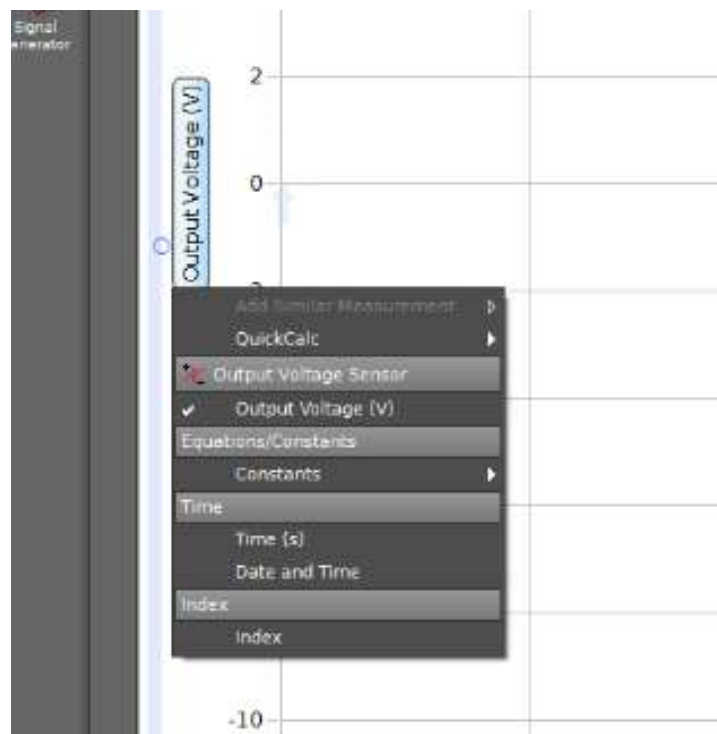 Signal
enerator
2
Output Voltage (V)
0
Add Similar Measurement
QuickCalc
Output Voltage Sensor
Output Voltage (V)
Equations/Constants
Constants
Time
Time (s)
Date and Time
Index
Index
-10